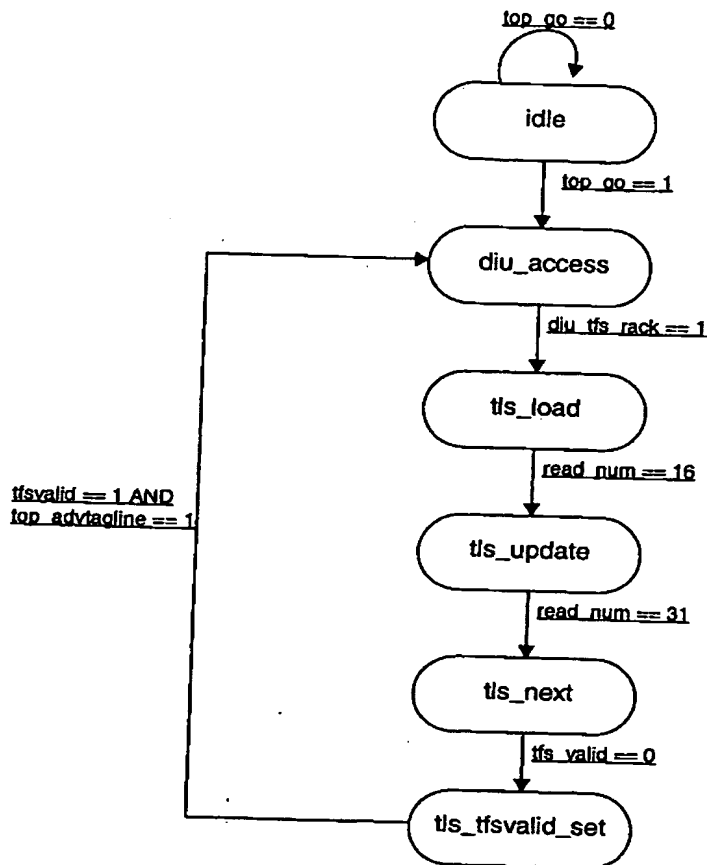 top_go == 0
idle
top_go == 1
diu_access
diu_tfs_rack == 1
tls_load
read_num == 16
tfsvalid == 1 AND
top_advtagline == 1
tls_update
read_num == 31
tls_next
tfs_valid == 0
tls_tfsvalid_set